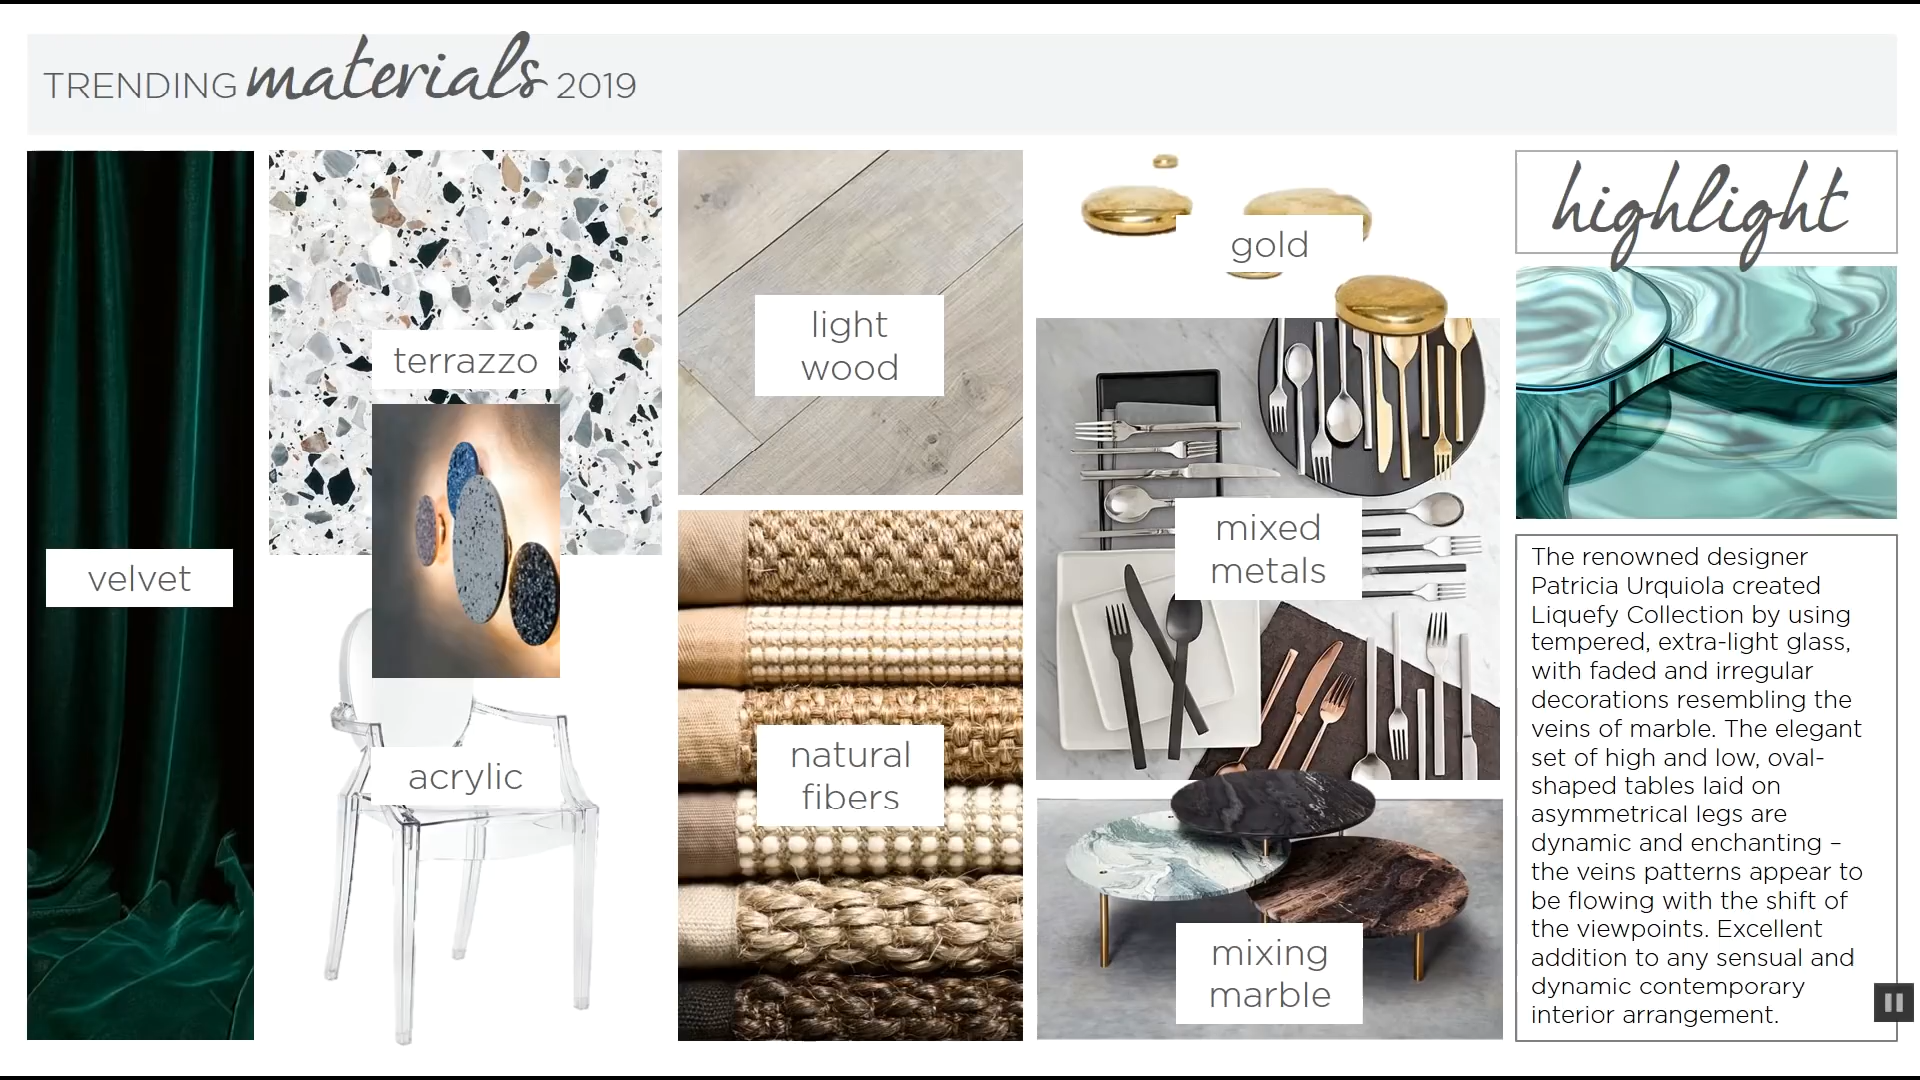 TRENDING materials 2019
velvet
terrazzo
acrylic
light
wood
natural
fibers
gold
mixed
metals
mixing
marble
highlight
The renowned designer
Patricia Urquiola created
Liquefy Collection by using
tempered, extra-light glass,
with faded and irregular
decorations resembling the
veins of marble. The elegant
set of high and low, oval-
shaped tables laid on
asymmetrical legs are
dynamic and enchanting –
the veins patterns appear to
be flowing with the shift of
the viewpoints. Excellent
addition to any sensual and
dynamic contemporary
interior arrangement.